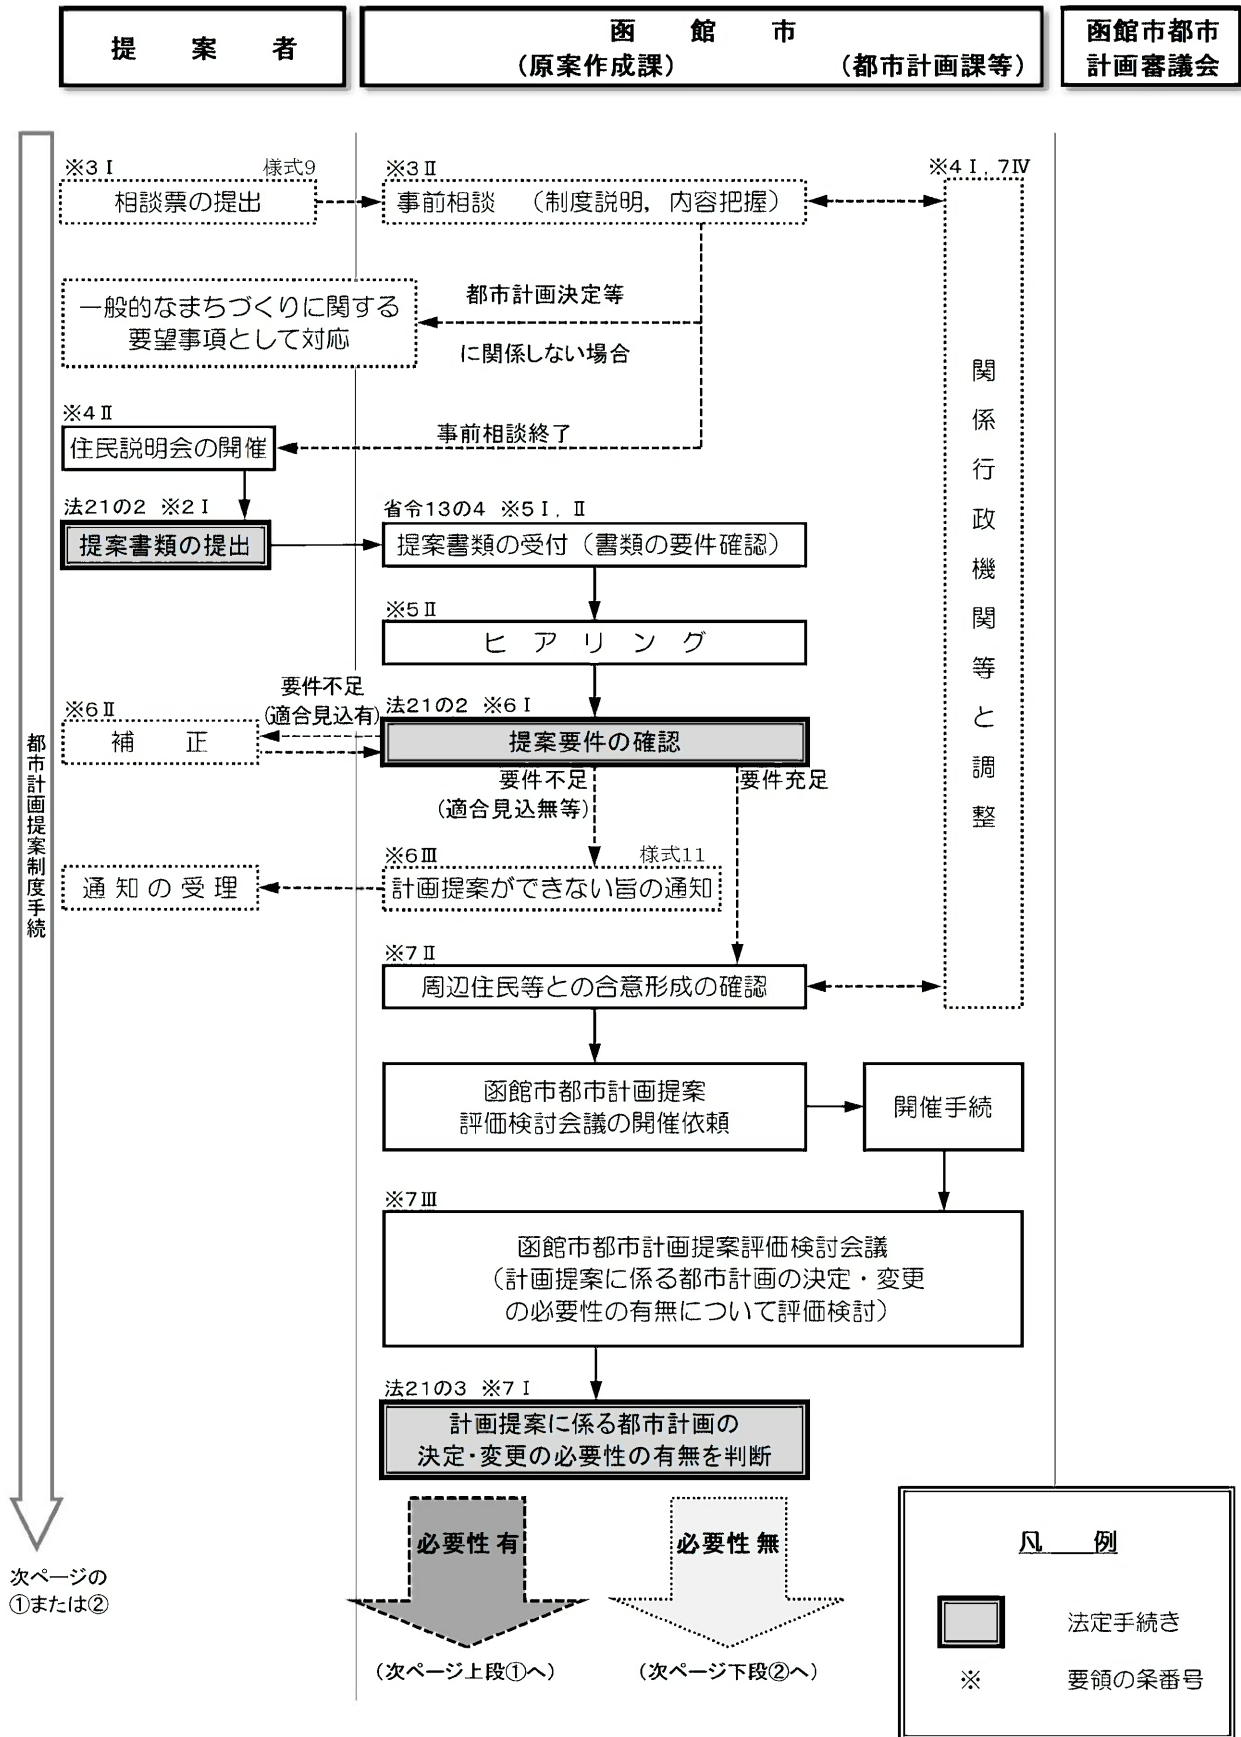 提　案　者
函　館　市
（原案作成課）　（都市計画課等）
函館市都市
計画審議会
※3Ⅰ　様式9
相談票の提出
※3Ⅱ
事前相談　（制度説明，内容把握）
※4Ⅰ，7Ⅳ
関係行政機関等と調整
一般的なまちづくりに関する
要望事項として対応
都市計画決定等
に関係しない場合
※4Ⅱ
住民説明会の開催
事前相談終了
法21の2　※2Ⅰ
提案書類の提出
省令13の4　※5Ⅰ，Ⅱ
提案書類の受付（書類の要件確認）
※5Ⅱ
ヒ　ア　リ　ン　グ
要件不足
（適合見込有）
※6Ⅱ
補　正
法21の2　※6Ⅰ
提案要件の確認
要件不足
（適合見込無等）
要件充足
※6Ⅲ　様式11
計画提案ができない旨の通知
通知の受理
※7Ⅱ
周辺住民等との合意形成の確認
函館市都市計画提案
評価検討会議の開催依頼
開催手続
※7Ⅲ
函館市都市計画提案評価検討会議
（計画提案に係る都市計画の決定・変更
の必要性の有無について評価検討）
法21の3　※7Ⅰ
計画提案に係る都市計画の
決定・変更の必要性の有無を判断
必要性 有
必要性 無
（次ページ上段①へ）
（次ページ下段②へ）
都市計画提案制度手続
次ページの
①または②
凡　例
法定手続き
※　要領の条番号